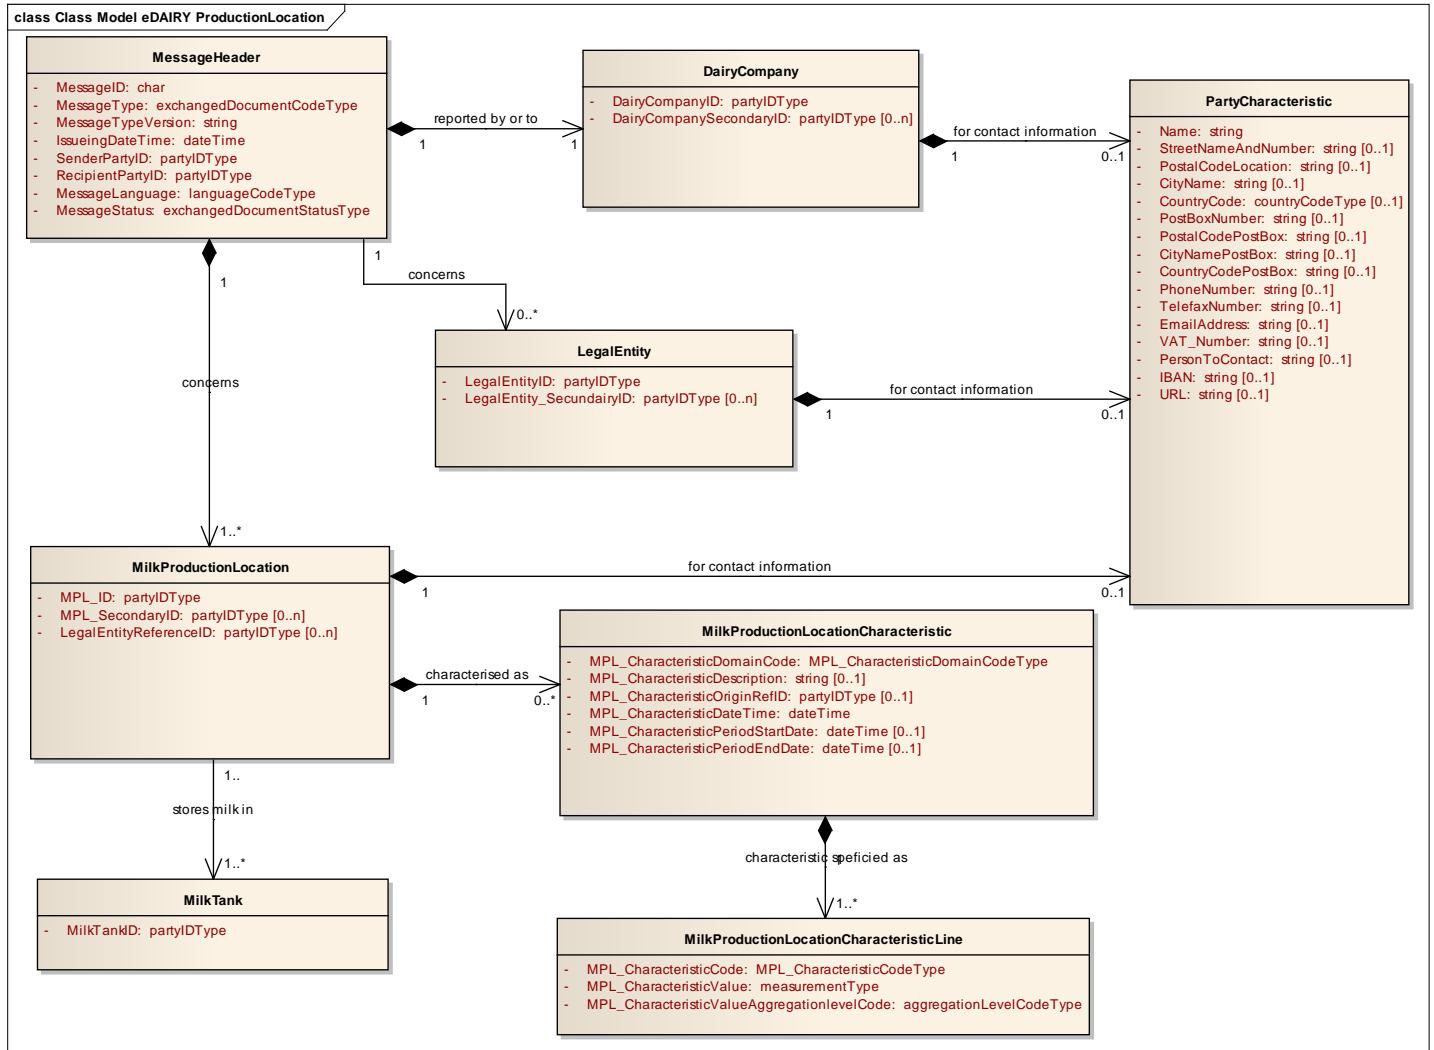 class Class Model eDAIRY ProductionLocation
MessageHeader
- MessageID: char
- MessageType: exchangedDocumentCodeType
- MessageTypeVersion: string
- IssueingDateTime: dateTime
- SenderPartyID: partyIDType
- RecipientPartyID: partyIDType
- MessageLanguage: languageCodeType
- MessageStatus: exchangedDocumentStatusType
reported by or to
1
1
DairyCompany
- DairyCompanyID: partyIDType
- DairyCompanySecondaryID: partyIDType [0..n]
for contact information
1
0..1
PartyCharacteristic
- Name: string
- StreetNameAndNumber: string [0..1]
- PostalCodeLocation: string [0..1]
- CityName: string [0..1]
- CountryCode: countryCodeType [0..1]
- PostBoxNumber: string [0..1]
- PostalCodePostBox: string [0..1]
- CityNamePostBox: string [0..1]
- CountryCodePostBox: string [0..1]
- PhoneNumber: string [0..1]
- TelefaxNumber: string [0..1]
- EmailAddress: string [0..1]
- VAT_Number: string [0..1]
- PersonToContact: string [0..1]
- IBAN: string [0..1]
- URL: string [0..1]
1
concerns
0..*
LegalEntity
- LegalEntityID: partyIDType
- LegalEntity_SecundairyID: partyIDType [0..n]
for contact information
1
0..1
1
concerns
1..*
MilkProductionLocation
- MPL_ID: partyIDType
- MPL_SecondaryID: partyIDType [0..n]
- LegalEntityReferenceID: partyIDType [0..n]
for contact information
1
0..1
characterised as
1
0..*
MilkProductionLocationCharacteristic
- MPL_CharacteristicDomainCode: MPL_CharacteristicDomainCodeType
- MPL_CharacteristicDescription: string [0..1]
- MPL_CharacteristicOriginRefID: partyIDType [0..1]
- MPL_CharacteristicDateTime: dateTime
- MPL_CharacteristicPeriodStartDate: dateTime [0..1]
- MPL_CharacteristicPeriodEndDate: dateTime [0..1]
1..
stores milk in
1..*
MilkTank
- MilkTankID: partyIDType
characteristic speficied as
1
1..*
MilkProductionLocationCharacteristicLine
- MPL_CharacteristicCode: MPL_CharacteristicCodeType
- MPL_CharacteristicValue: measurementType
- MPL_CharacteristicValueAggregationlevelCode: aggregationLevelCodeType